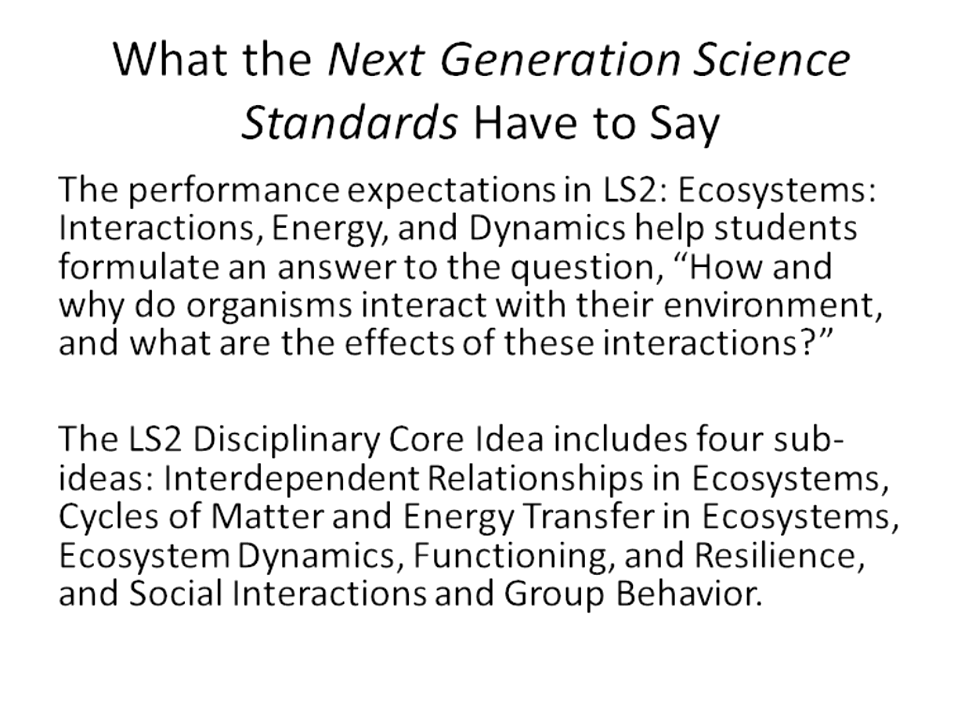 What the Next Generation Science
Standards Have to Say
The performance expectations in LS2: Ecosystems:
Interactions, Energy, and Dynamics help students
formulate an answer to the question, “How and
why do organisms interact with their environment,
and what are the effects of these interactions?”
The LS2 Disciplinary Core Idea includes four sub-
ideas: Interdependent Relationships in Ecosystems,
Cycles of Matter and Energy Transfer in Ecosystems,
Ecosystem Dynamics, Functioning, and Resilience,
and Social Interactions and Group Behavior.